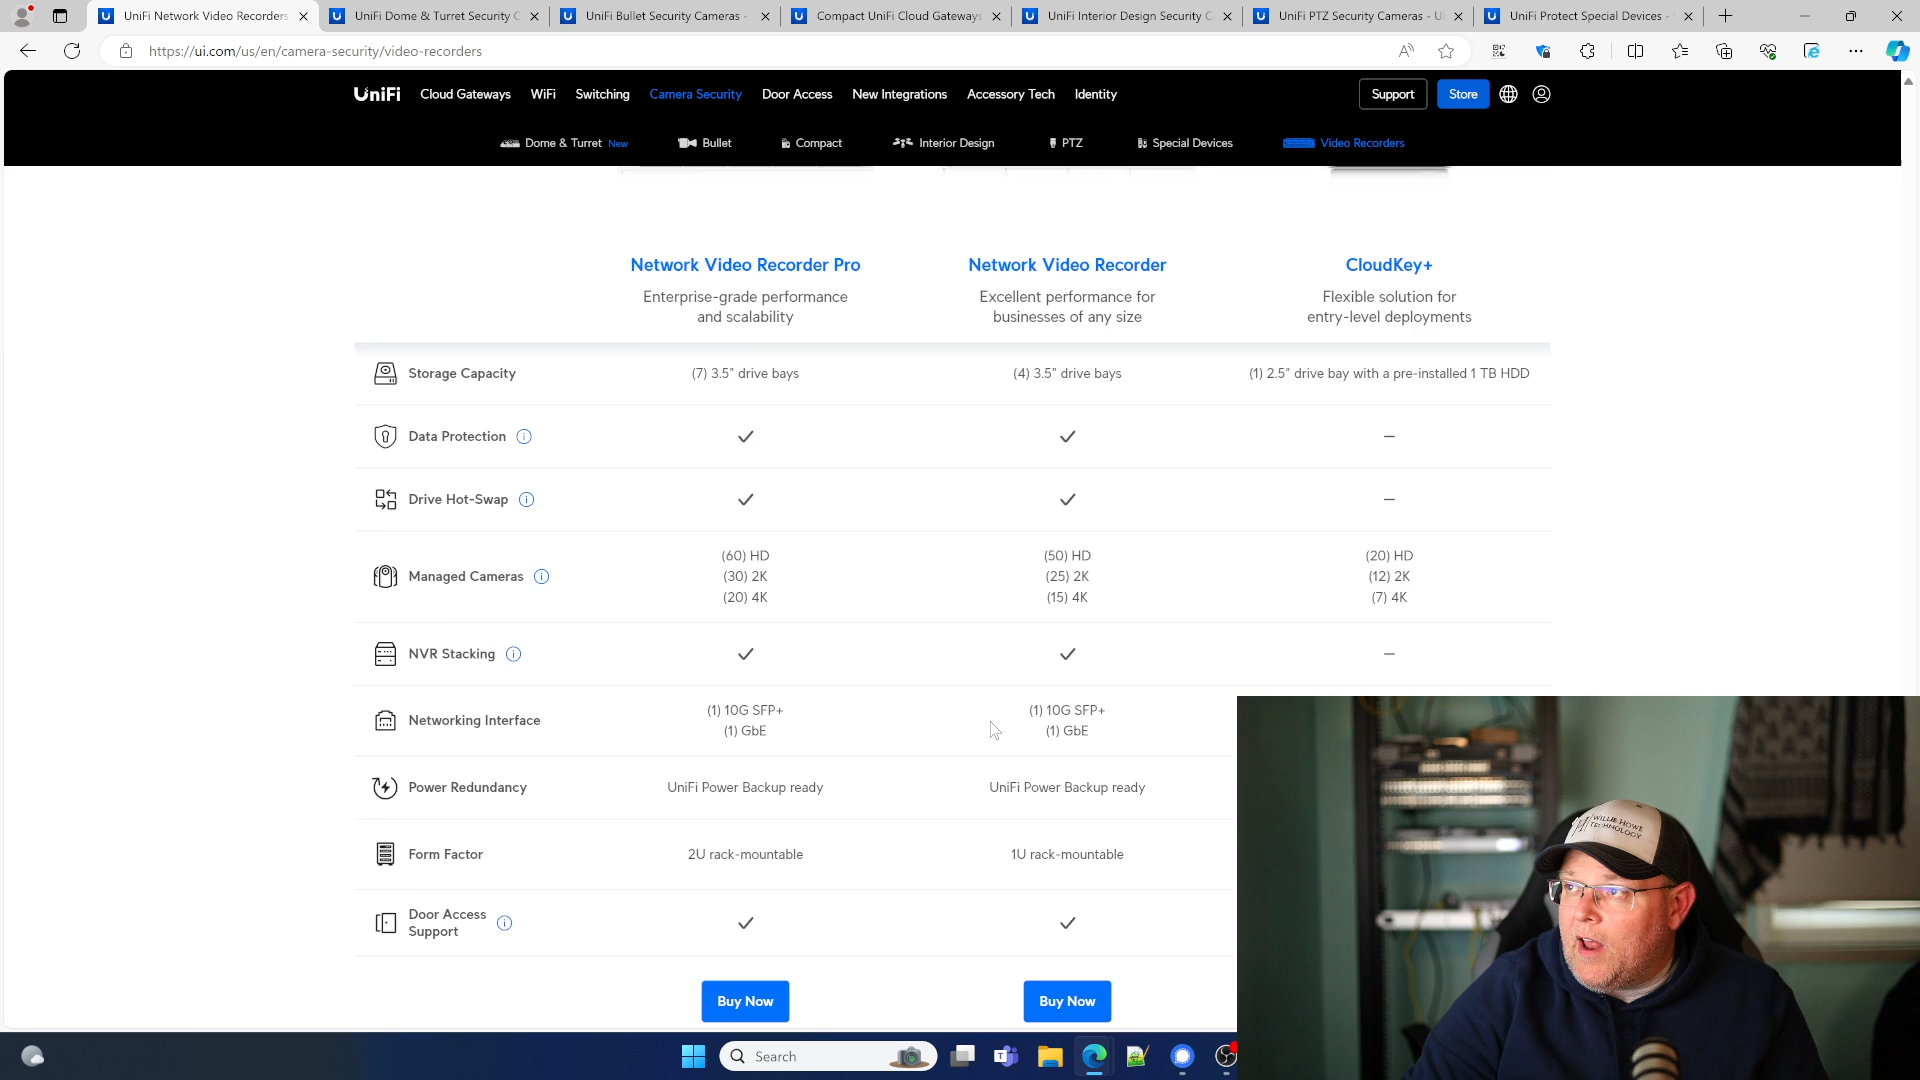 UniFi Network Video Recorders
UniFi Dome & Turret Security C
UniFi Bullet Security Cameras -
Compact UniFi Cloud Gateways
UniFi Interior Design Security C
UniFi PTZ Security Cameras - U
UniFi Protect Special Devices -
https://ui.com/us/en/camera-security/video-recorders
UniFi Cloud Gateways WiFi Switching Camera Security Door Access New Integrations Accessory Tech Identity Support Store
Dome & Turret New Bullet Compact Interior Design PTZ Special Devices Video Recorders
Network Video Recorder Pro Network Video Recorder CloudKey+
Enterprise-grade performance Excellent performance for Flexible solution for
and scalability businesses of any size entry-level deployments
Storage Capacity (7) 3.5" drive bays (4) 3.5" drive bays (1) 2.5" drive bay with a pre-installed 1 TB HDD
Data Protection
Drive Hot-Swap
(60) HD (50) HD (20) HD
Managed Cameras (30) 2K (25) 2K (12) 2K
(20) 4K (15) 4K (7) 4K
NVR Stacking
(1) 10G SFP+ (1) 10G SFP+
Networking Interface
(1) GbE (1) GbE
Power Redundancy UniFi Power Backup ready UniFi Power Backup ready
Form Factor 2U rack-mountable 1U rack-mountable
Door Access
Support
Buy Now Buy Now
WILLIE HOWE
TECHNOLOGY
Search